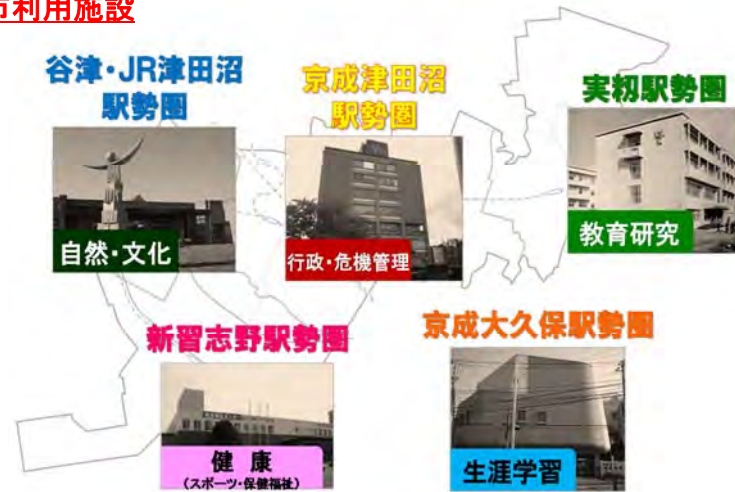 市利用施設
谷津・JR津田沼
駅勢圏
自然・文化
京成津田沼
駅勢圏
行政・危機管理
実籾駅勢圏
教育研究
新習志野駅勢圏
健 康
(スポーツ・保健福祉)
京成大久保駅勢圏
生涯学習